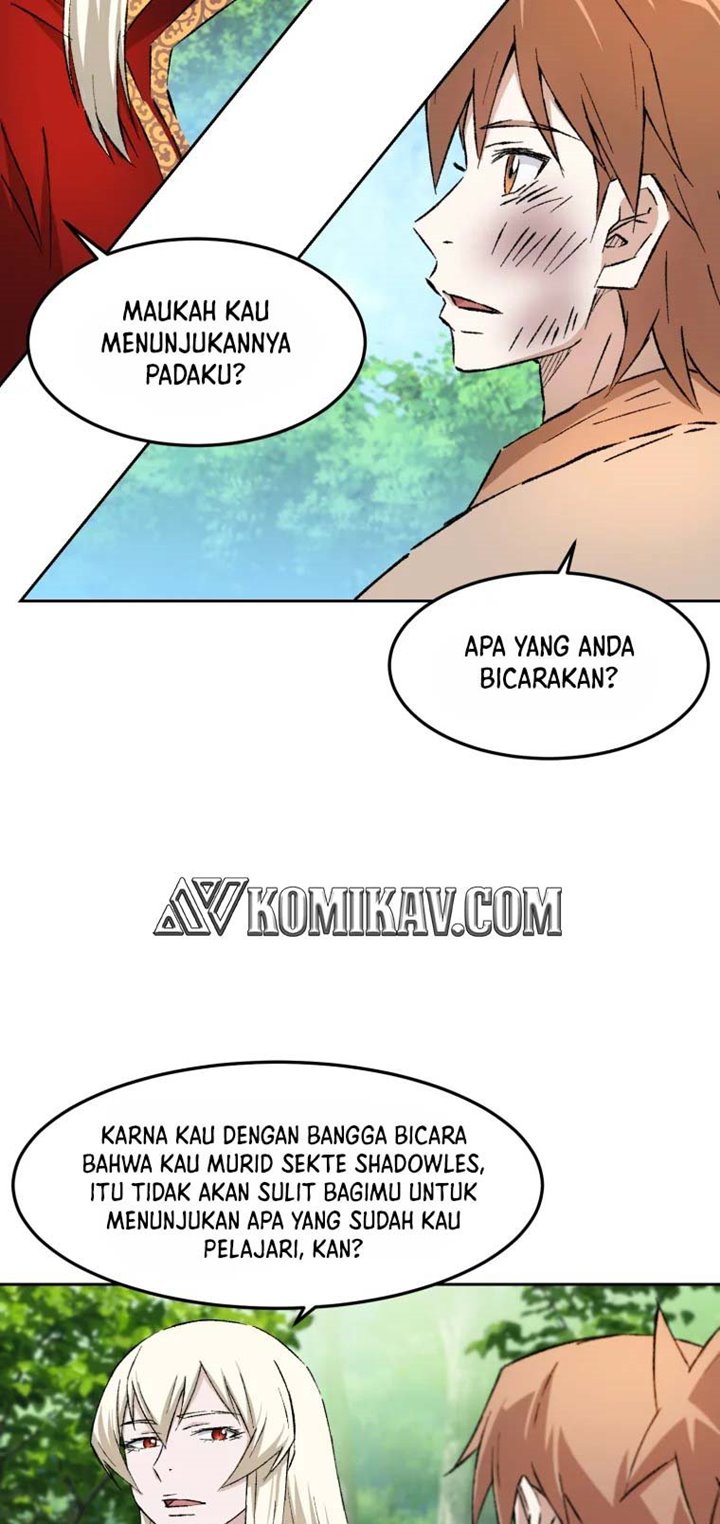 MAUKAH KAU
MENUNJUKANNYA
PADAKU?
APA YANG ANDA
BICARAKAN?
AV KOMIKAV.COM
KARNA KAU DENGAN BANGGA BICARA
BAHWA KAU MURID SEKTE SHADOWLES,
ITU TIDAK AKAN SULIT BAGIMU UNTUK
MENUNJUKAN APA YANG SUDAH KAU
PELAJARI, KAN?